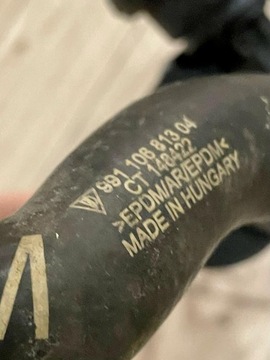 991 106 813 04
CT 148422
>EPDM/AR/EPDM<
MADE IN HUNGARY